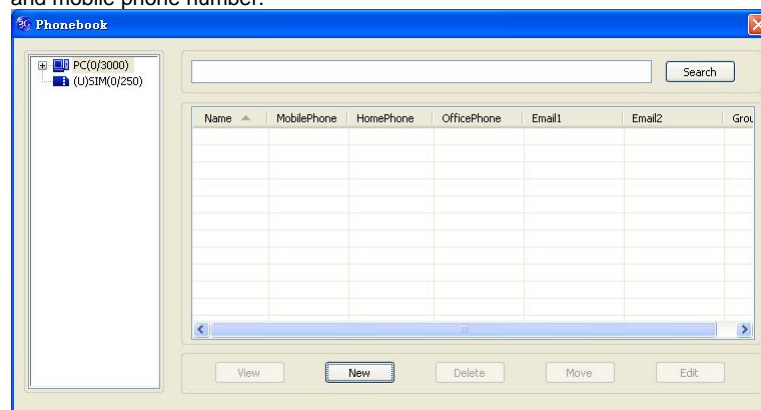 and mobile phone number.
Phonebook
PC(0/3000)
(U)SIM(0/250)
Search
Name MobilePhone HomePhone OfficePhone Email1 Email2 Grou
View New Delete Move Edit